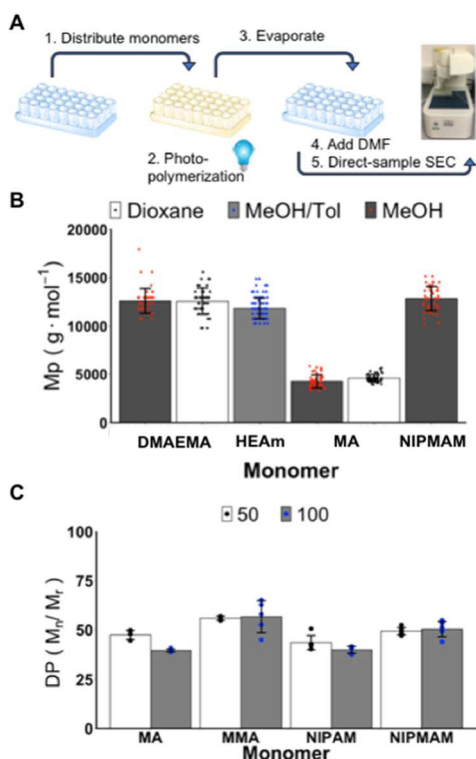 A
1. Distribute monomers
3. Evaporate
2. Photo-
polymerization
4. Add DMF
5. Direct-sample SEC
B
Dioxane MeOH/Tol MeOH
Mp ( g · mol⁻¹ )
20000
15000
10000
5000
0
DMAEMA HEAm MA NIPMAM
Monomer
C
50 100
DP ( Mn/ Mr )
100
75
50
25
0
MA MMA NIPAM NIPMAM
Monomer